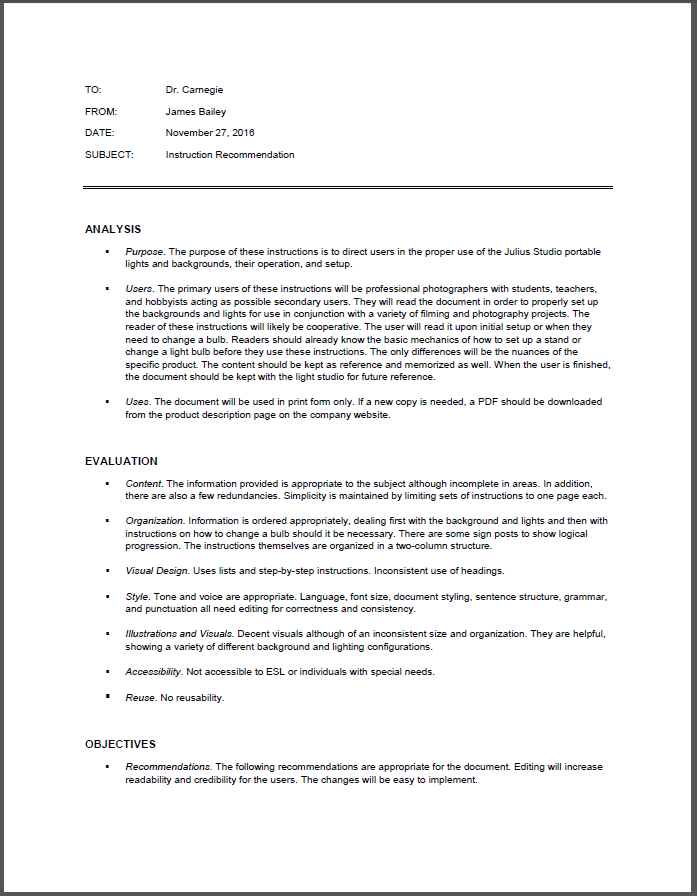 TO: Dr. Carnegie
FROM: James Bailey
DATE: November 27, 2016
SUBJECT: Instruction Recommendation
ANALYSIS
▪ Purpose. The purpose of these instructions is to direct users in the proper use of the Julius Studio portable
lights and backgrounds, their operation, and setup.
▪ Users. The primary users of these instructions will be professional photographers with students, teachers,
and hobbyists acting as possible secondary users. They will read the document in order to properly set up
the backgrounds and lights for use in conjunction with a variety of filming and photography projects. The
reader of these instructions will likely be cooperative. The user will read it upon initial setup or when they
need to change a bulb. Readers should already know the basic mechanics of how to set up a stand or
change a light bulb before they use these instructions. The only differences will be the nuances of the
specific product. The content should be kept as reference and memorized as well. When the user is finished,
the document should be kept with the light studio for future reference.
▪ Uses. The document will be used in print form only. If a new copy is needed, a PDF should be downloaded
from the product description page on the company website.
EVALUATION
▪ Content. The information provided is appropriate to the subject although incomplete in areas. In addition,
there are also a few redundancies. Simplicity is maintained by limiting sets of instructions to one page each.
▪ Organization. Information is ordered appropriately, dealing first with the background and lights and then with
instructions on how to change a bulb should it be necessary. There are some sign posts to show logical
progression. The instructions themselves are organized in a two-column structure.
▪ Visual Design. Uses lists and step-by-step instructions. Inconsistent use of headings.
▪ Style. Tone and voice are appropriate. Language, font size, document styling, sentence structure, grammar,
and punctuation all need editing for correctness and consistency.
▪ Illustrations and Visuals. Decent visuals although of an inconsistent size and organization. They are helpful,
showing a variety of different background and lighting configurations.
▪ Accessibility. Not accessible to ESL or individuals with special needs.
▪ Reuse. No reusability.
OBJECTIVES
▪ Recommendations. The following recommendations are appropriate for the document. Editing will increase
readability and credibility for the users. The changes will be easy to implement.